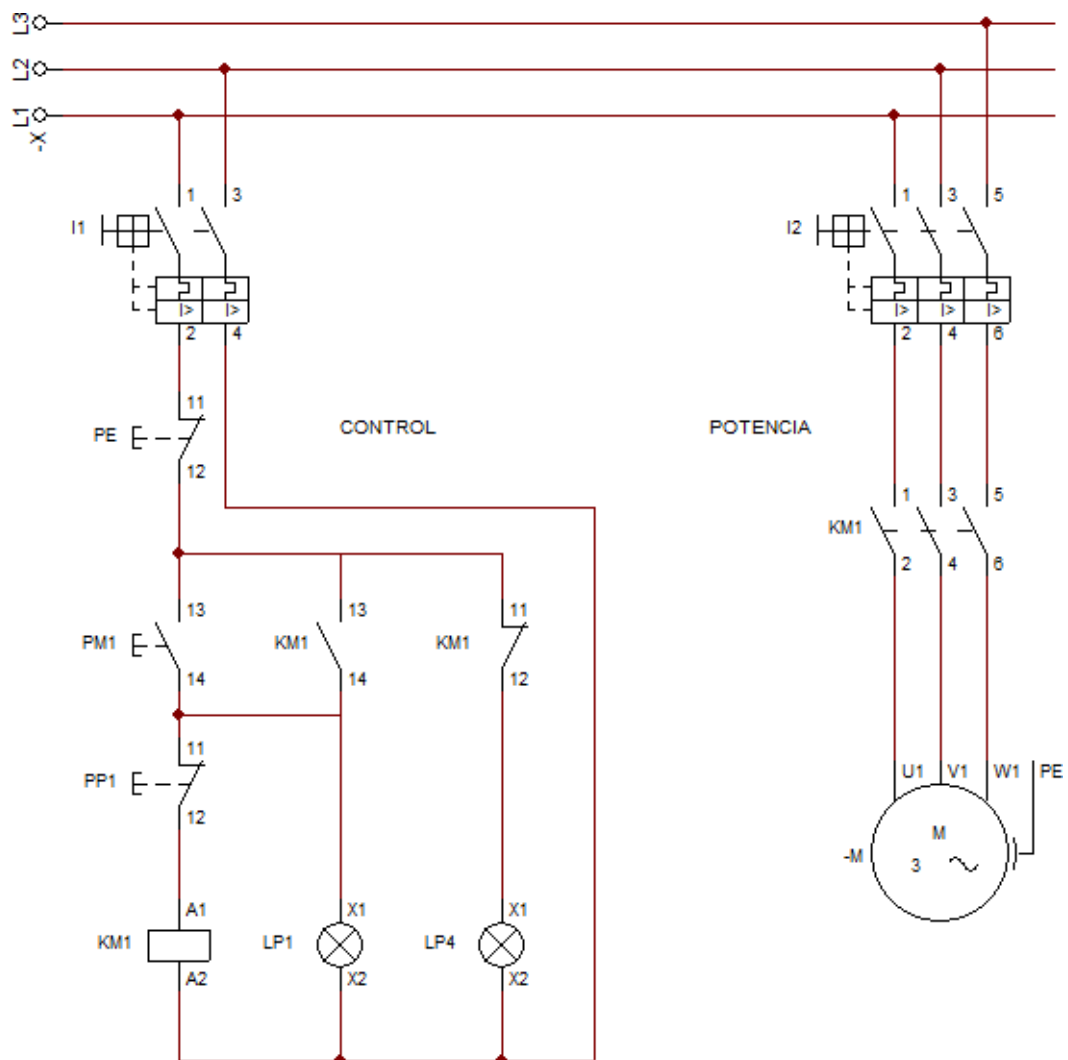 L3
L2
L1
-X
1 3
I1
I> I>
2 4
1 3 5
I2
I> I> I>
2 4 6
11
PE
12
CONTROL
POTENCIA
1 3 5
KM1
2 4 6
13 13 11
PM1 KM1 KM1
14 14 12
11
PP1
12
U1 V1 W1 PE
M
-M 3
A1 X1 X1
KM1 LP1 LP4
A2 X2 X2